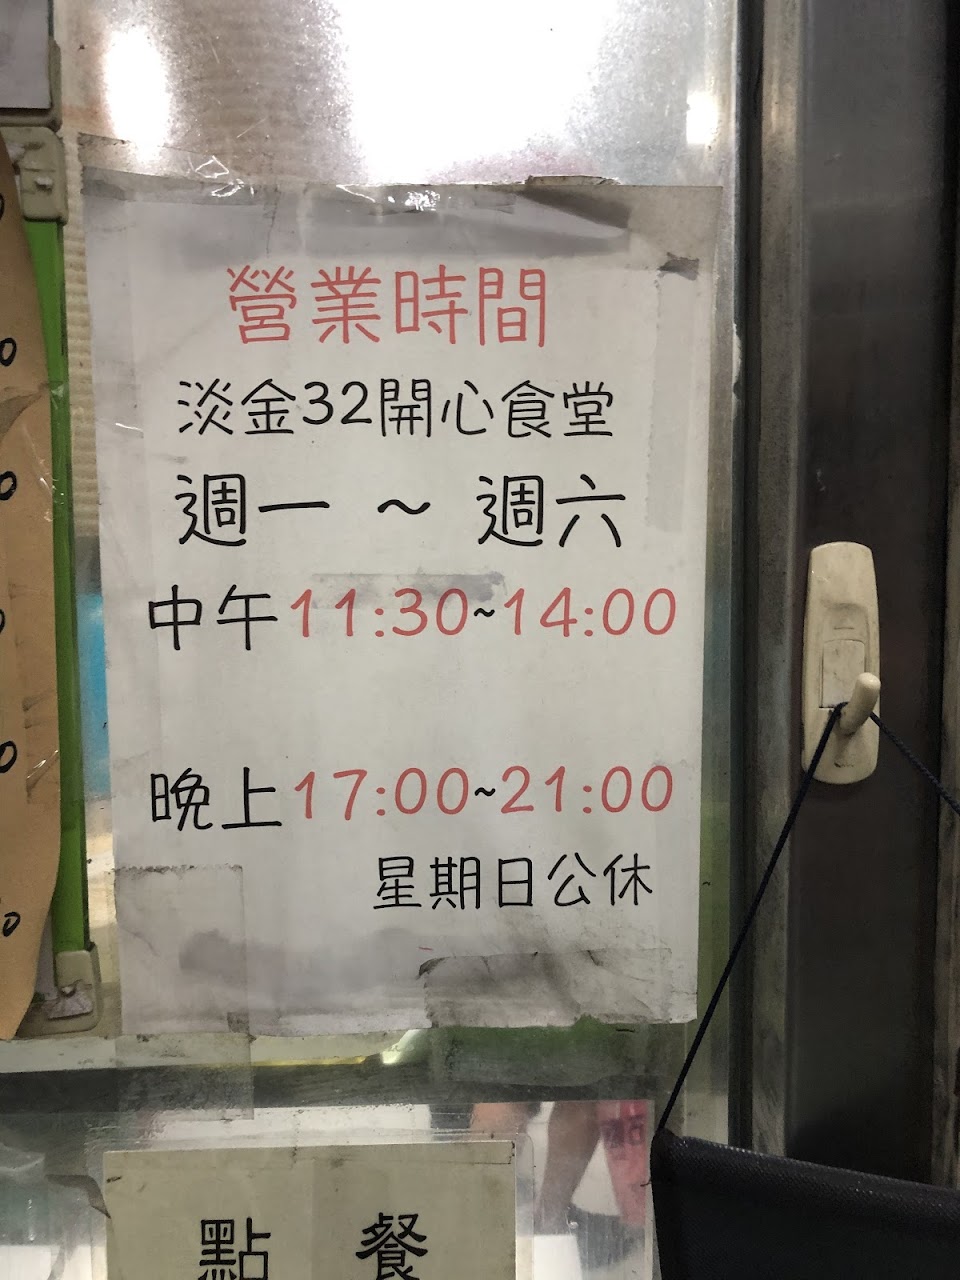 營業時間
淡金32開心食堂
週一 ~ 週六
中午11:30~14:00
晚上17:00~21:00
星期日公休
點 餐